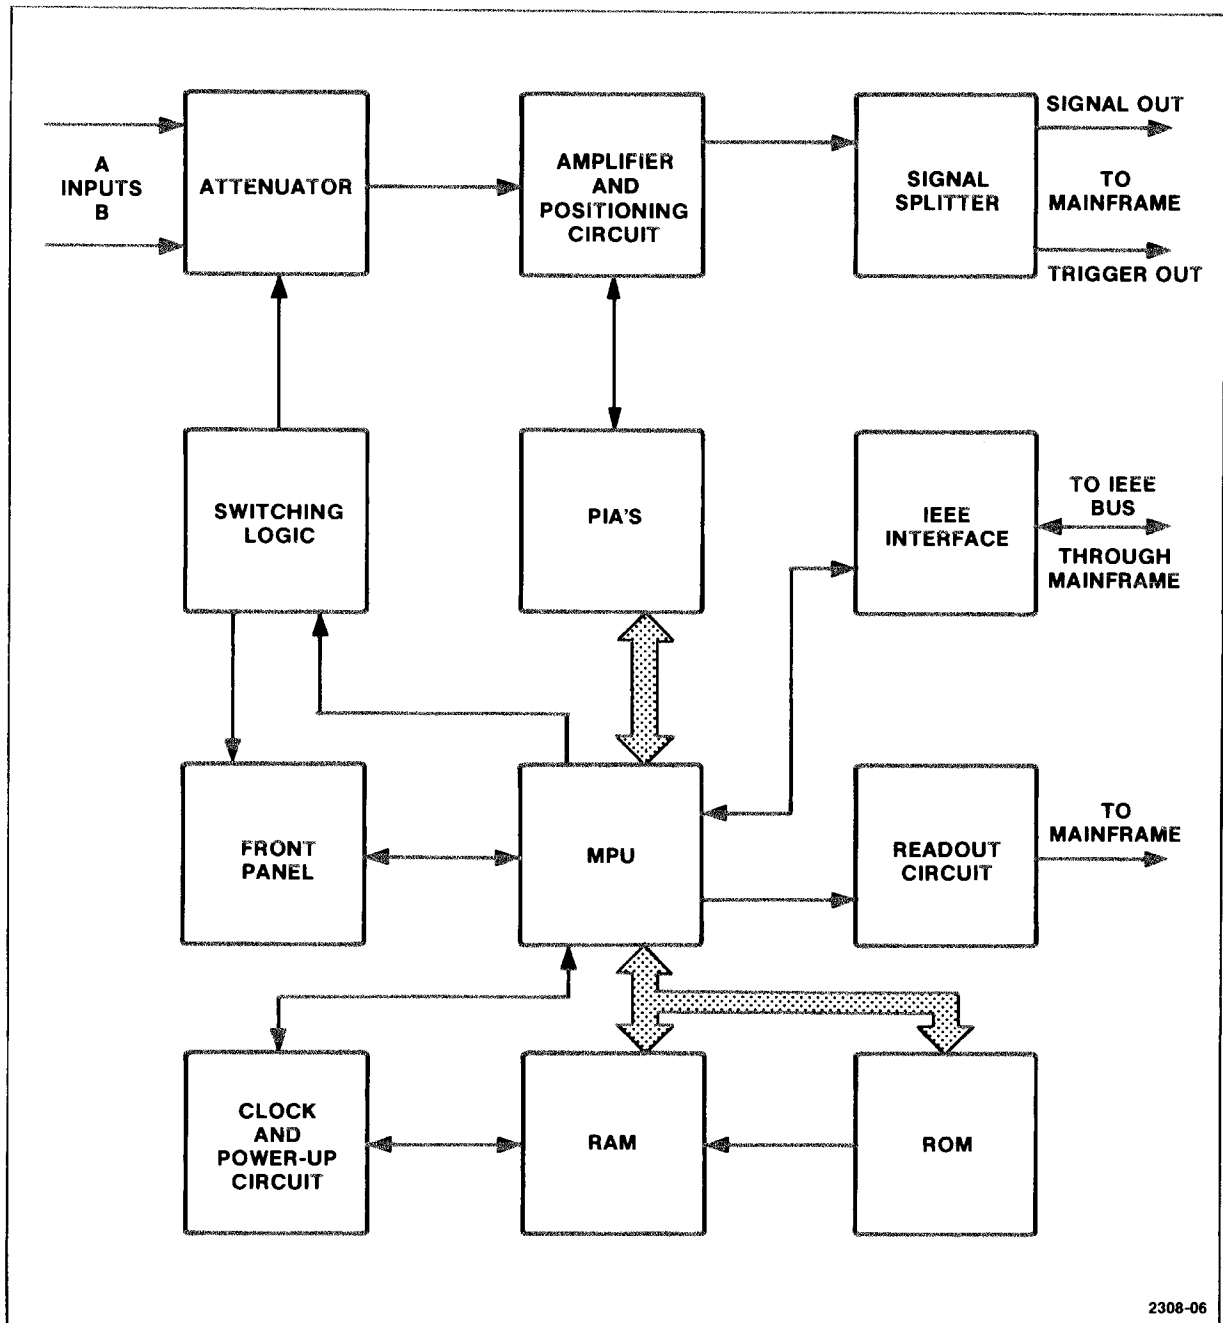 SIGNAL OUT
A
INPUTS
B
ATTENUATOR
AMPLIFIER
AND
POSITIONING
CIRCUIT
SIGNAL
SPLITTER
TO
MAINFRAME
TRIGGER OUT
SWITCHING
LOGIC
PIA'S
IEEE
INTERFACE
TO IEEE
BUS
THROUGH
MAINFRAME
FRONT
PANEL
MPU
READOUT
CIRCUIT
TO
MAINFRAME
CLOCK
AND
POWER-UP
CIRCUIT
RAM
ROM
2308-06